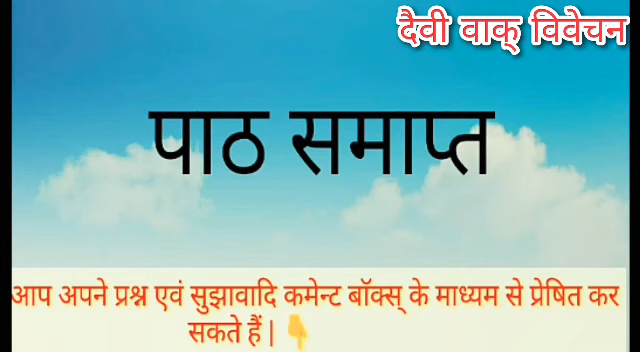 दैवी वाक् विवेचन
पाठ समाप्त
आप अपने प्रश्न एवं सुझावादि कमेन्ट बॉक्स् के माध्यम से प्रेषित कर
सकते हैं | 👇